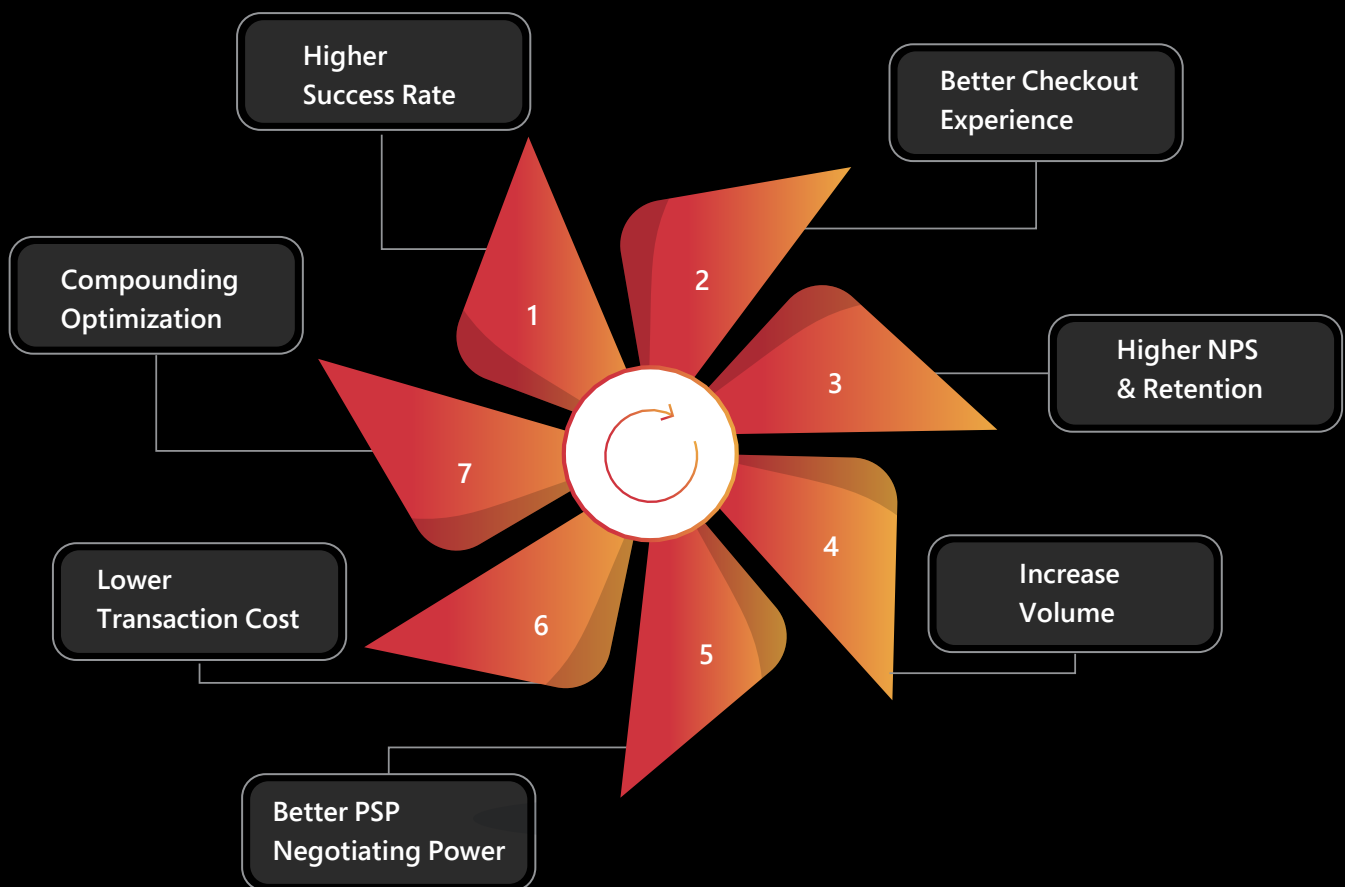 Higher
Success Rate
Better Checkout
Experience
Compounding
Optimization
Higher NPS
& Retention
Lower
Transaction Cost
Increase
Volume
Better PSP
Negotiating Power
1
2
3
4
5
6
7